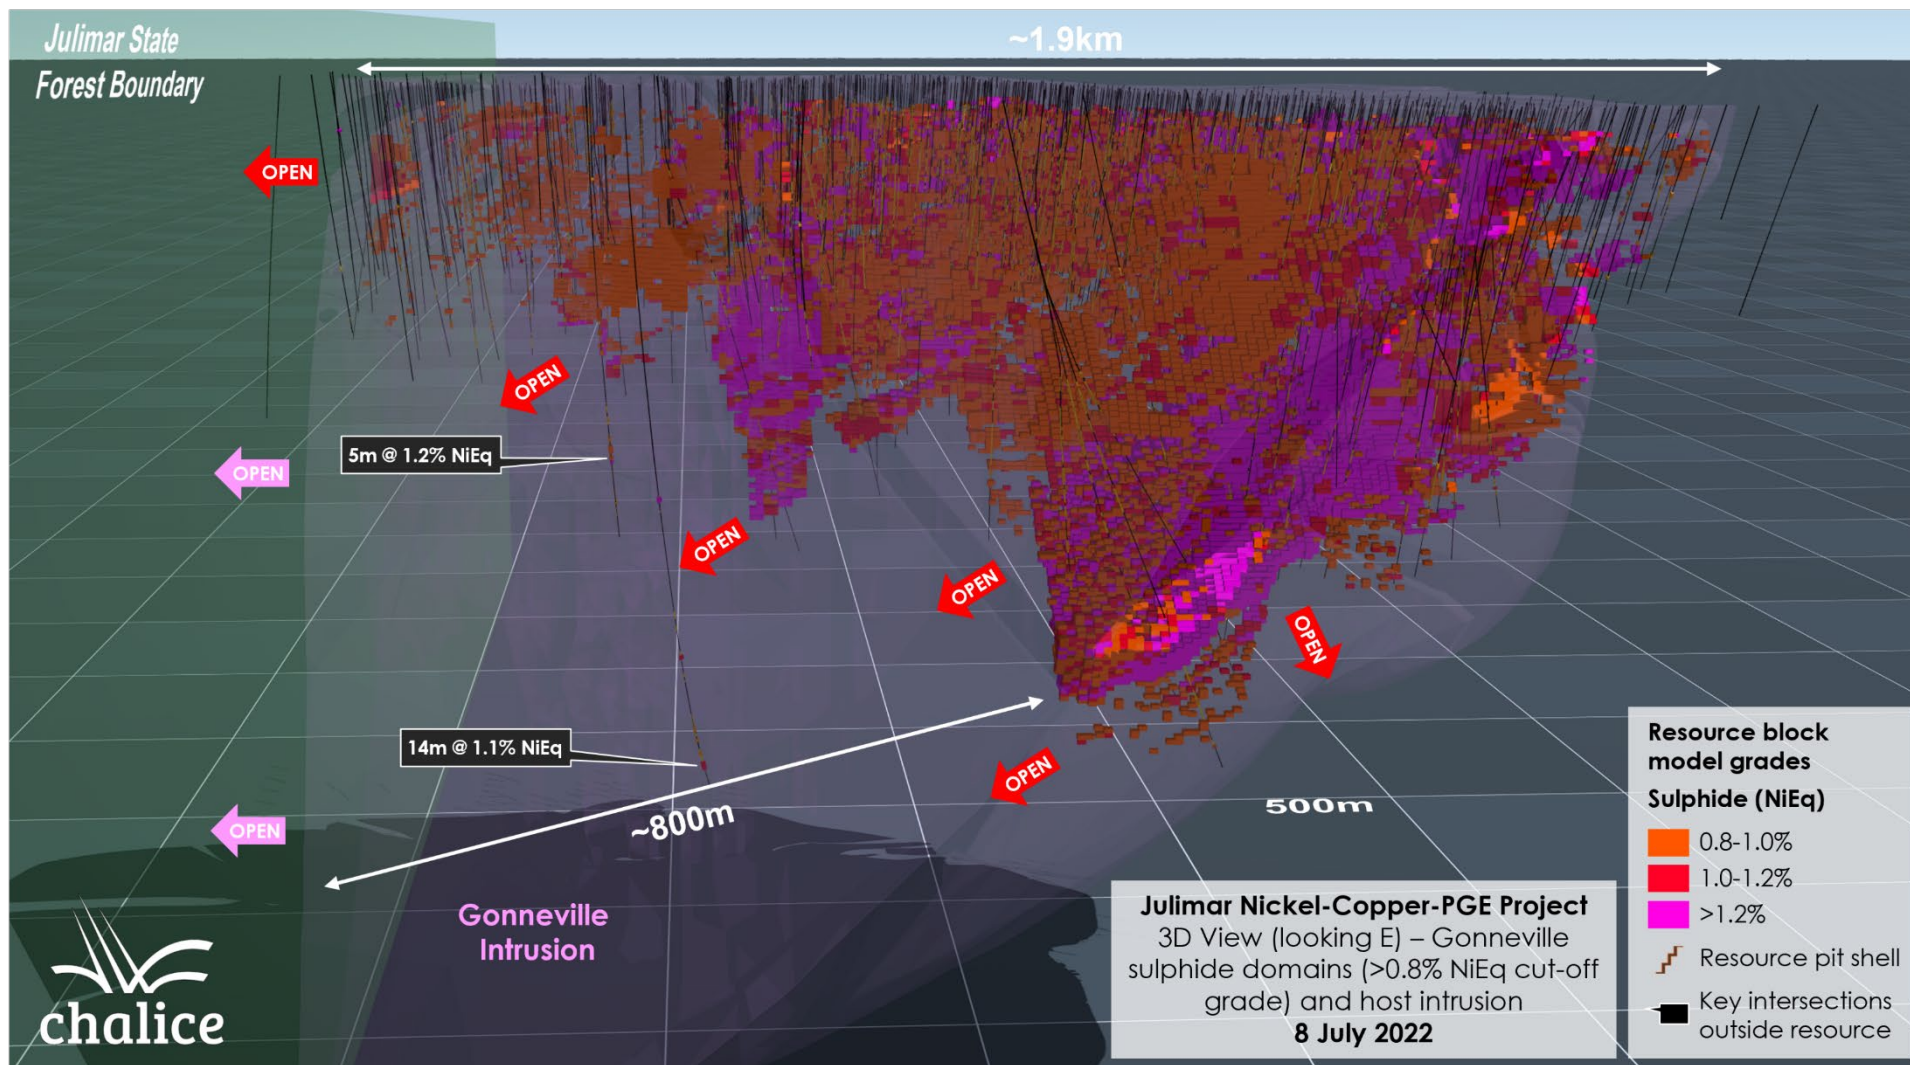 Julimar State
Forest Boundary
~1.9km
OPEN
OPEN
OPEN
5m @ 1.2% NiEq
OPEN
OPEN
OPEN
14m @ 1.1% NiEq
OPEN
~800m
500m
OPEN
Gonneville
Intrusion
chalice
Julimar Nickel-Copper-PGE Project
3D View (looking E) – Gonneville
sulphide domains (>0.8% NiEq cut-off
grade) and host intrusion
8 July 2022
Resource block
model grades
Sulphide (NiEq)
0.8-1.0%
1.0-1.2%
>1.2%
Resource pit shell
Key intersections
outside resource